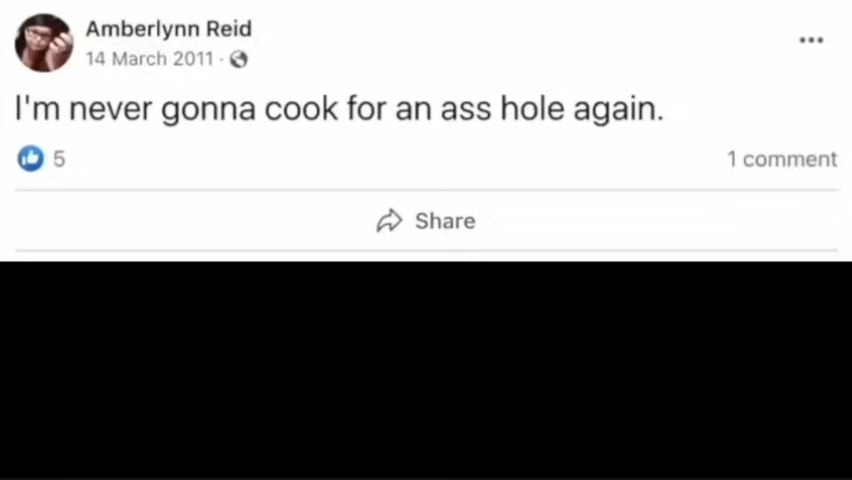 Amberlynn Reid
14 March 2011 ·
I'm never gonna cook for an ass hole again.
5 1 comment
Share